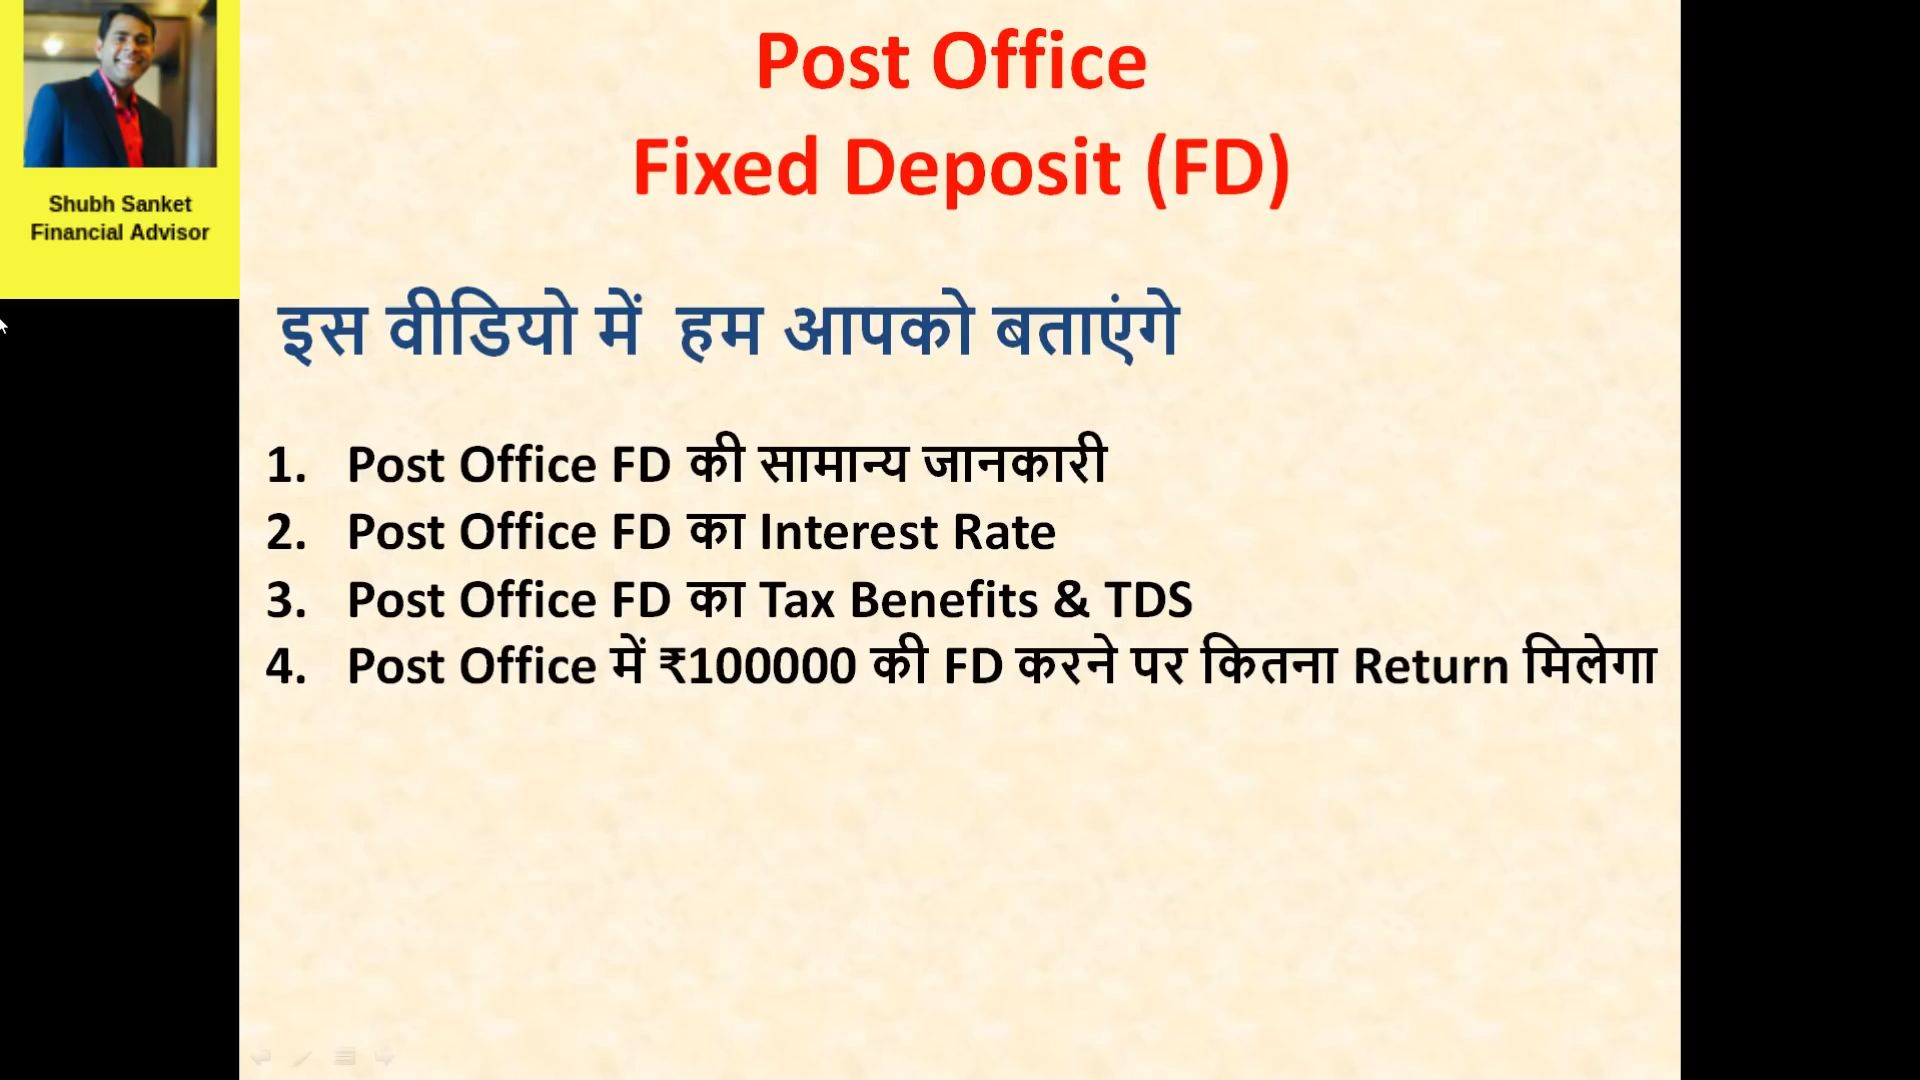 Shubh Sanket
Financial Advisor
Post Office
Fixed Deposit (FD)
इस वीडियो में हम आपको बताएंगे
1. Post Office FD की सामान्य जानकारी
2. Post Office FD का Interest Rate
3. Post Office FD का Tax Benefits & TDS
4. Post Office में ₹100000 की FD करने पर कितना Return मिलेगा